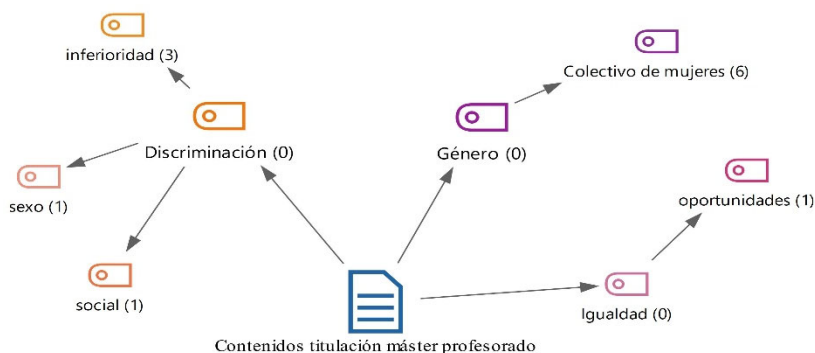 inferioridad (3)
Colectivo de mujeres (6)
Discriminación (0)
Género (0)
sexo (1)
oportunidades (1)
social (1)
Igualdad (0)
Contenidos titulación máster profesorado